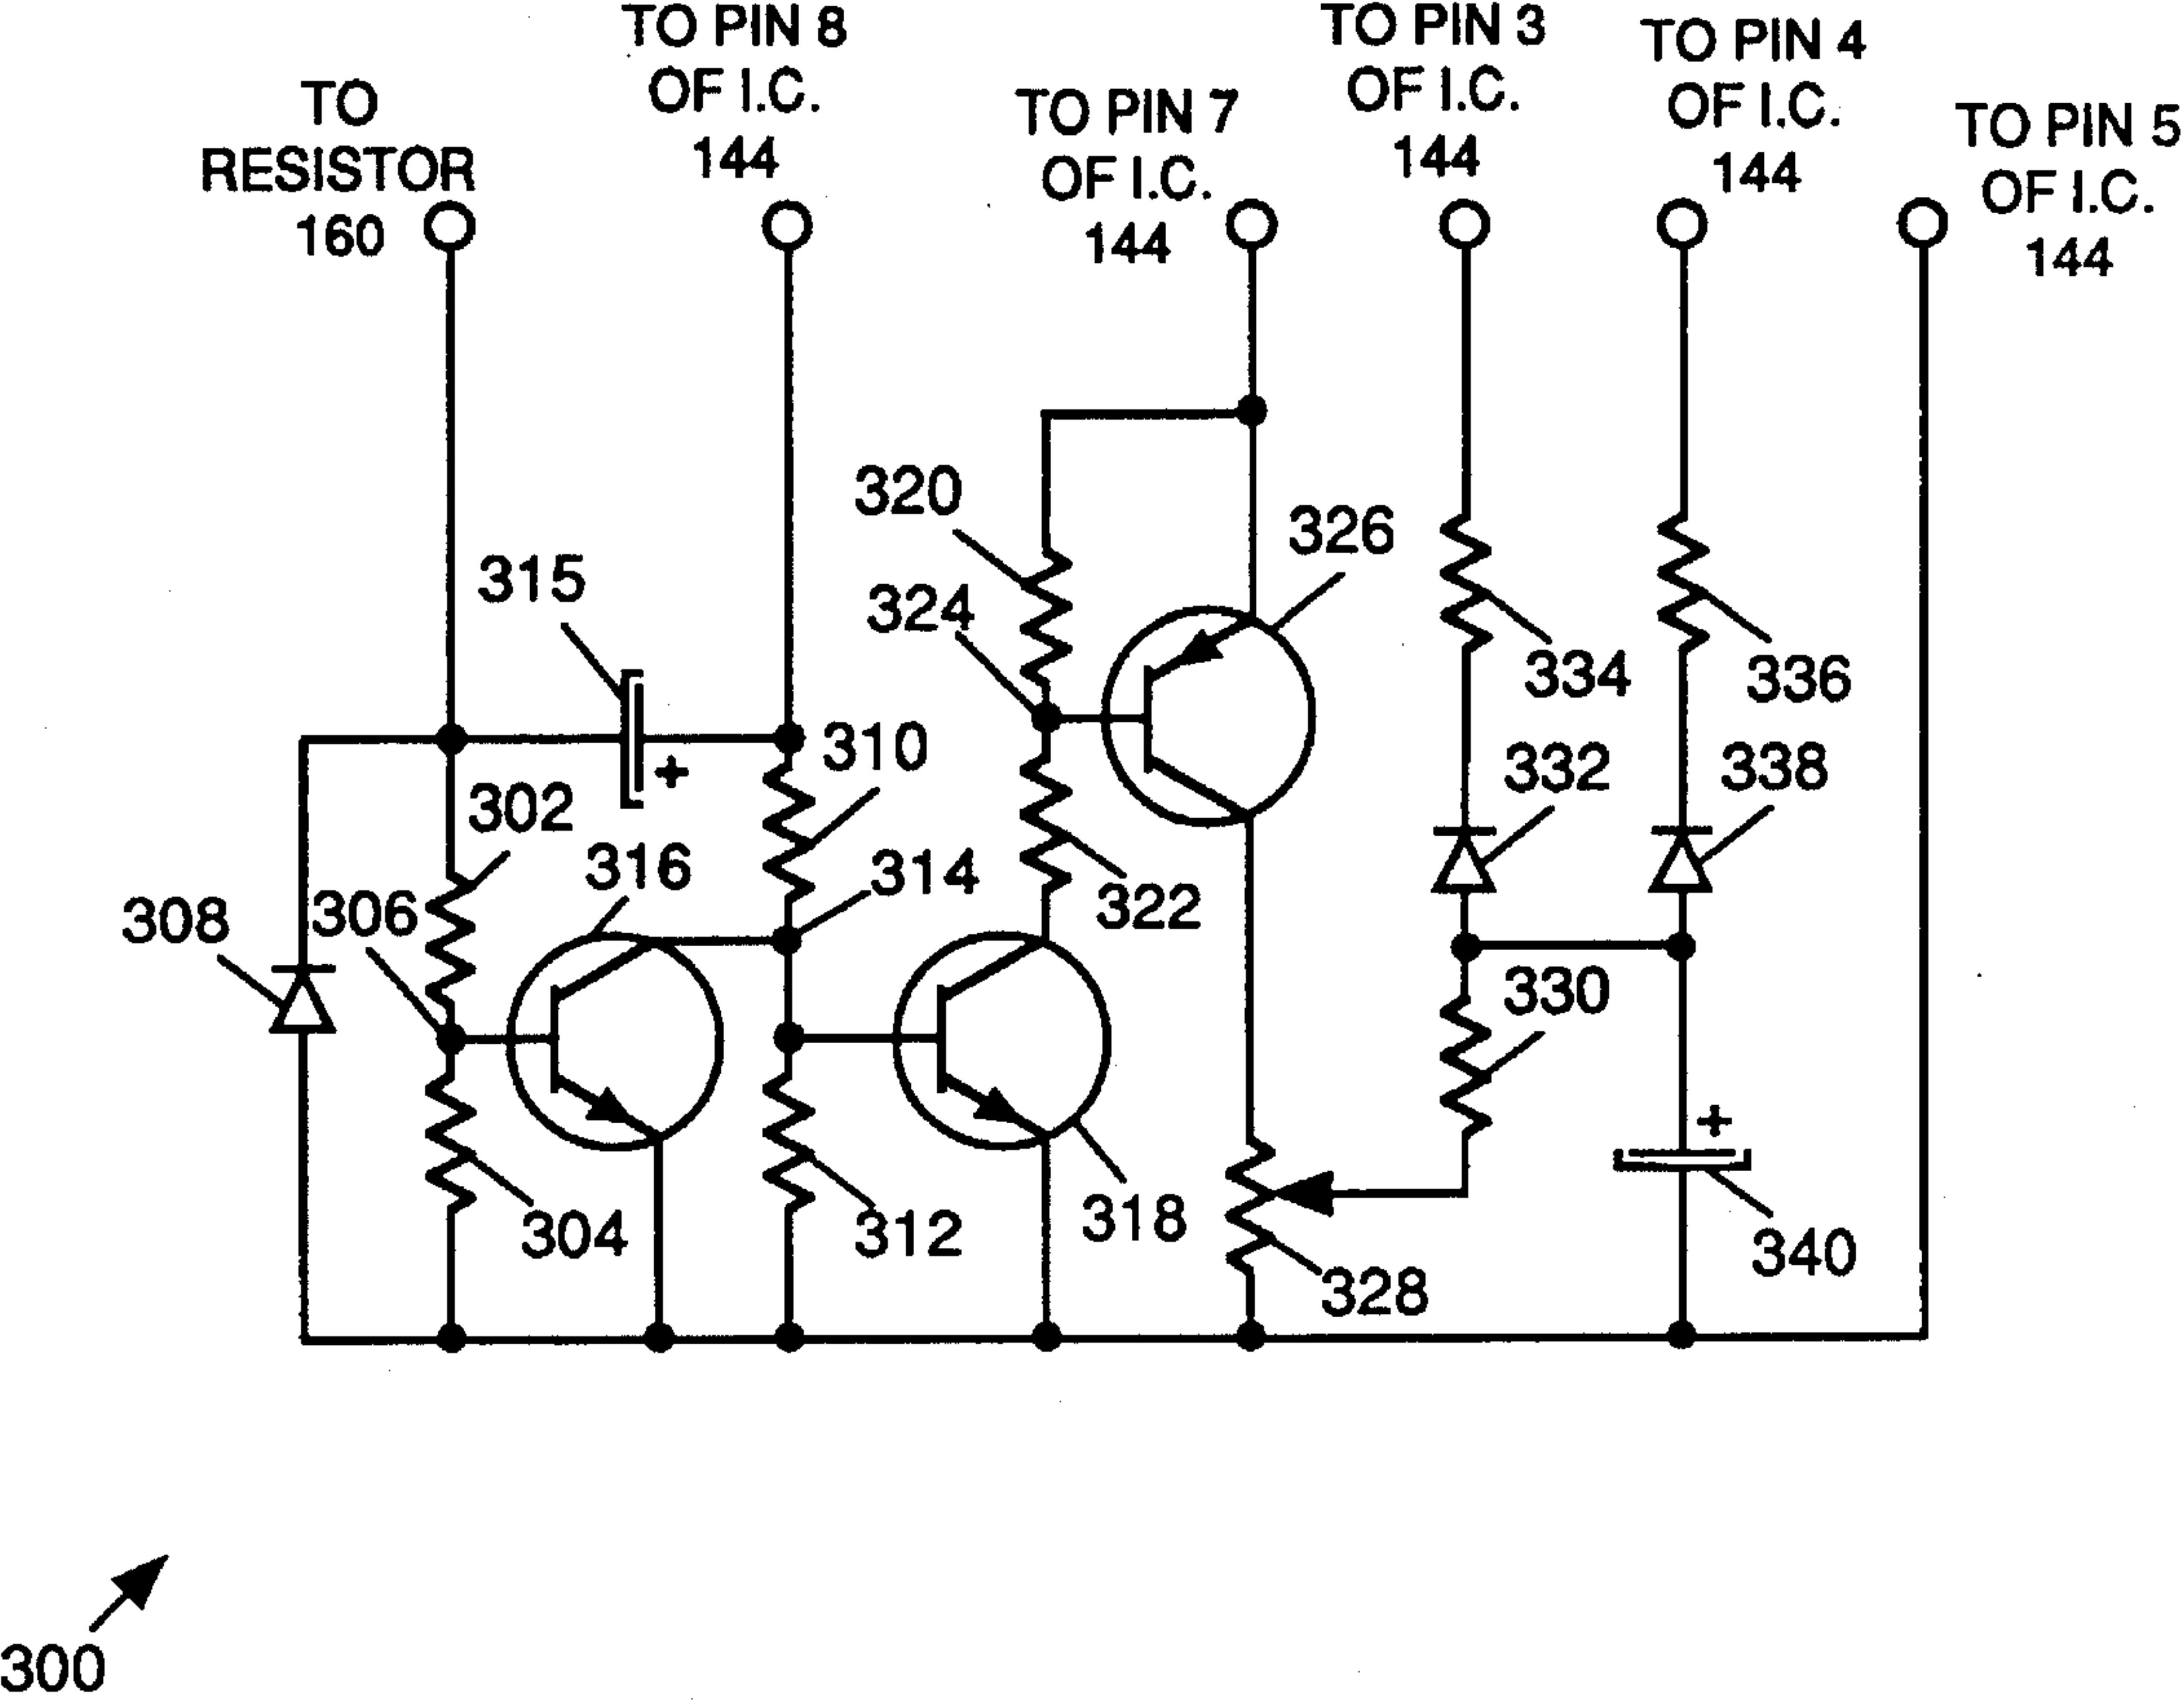 TO PIN 8
OF I.C.
144
TO PIN 3
OF I.C.
144
TO PIN 4
OF I.C.
144
TO
RESISTOR
160
TO PIN 7
OF I.C.
144
TO PIN 5
OF I.C.
144
320
326
324
315
334
336
310
332
338
302
316
314
308
306
322
330
304
312
318
328
340
+
+
300